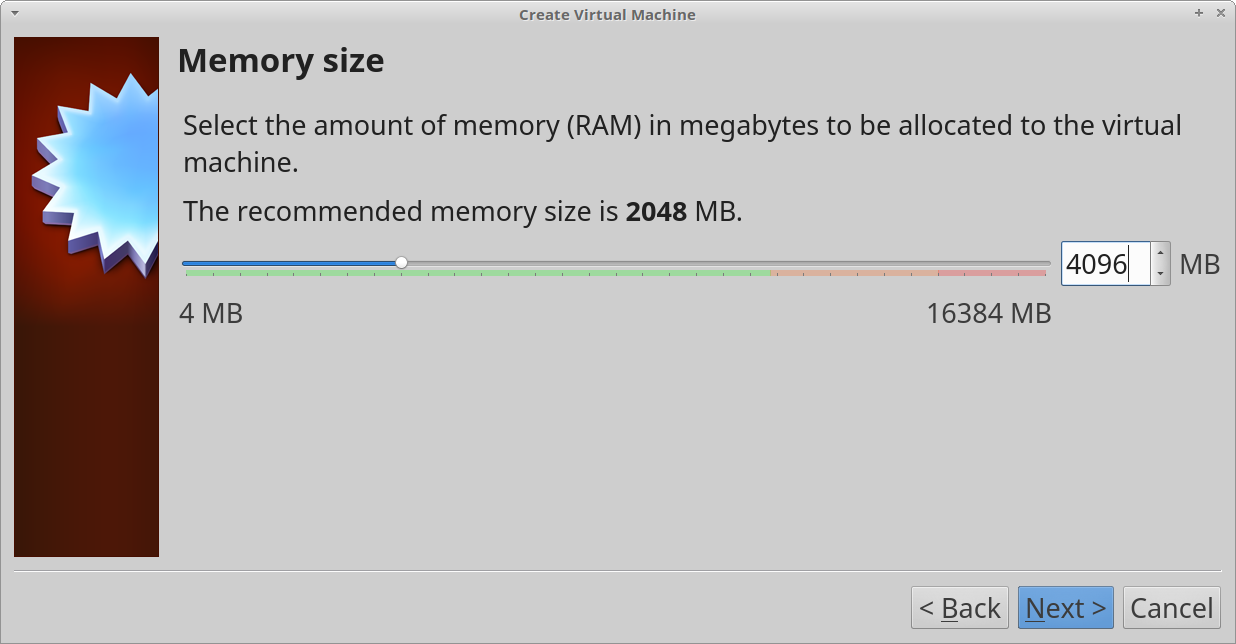 Create Virtual Machine
Memory size
Select the amount of memory (RAM) in megabytes to be allocated to the virtual
machine.
The recommended memory size is 2048 MB.
4096 MB
4 MB 16384 MB
< Back Next > Cancel